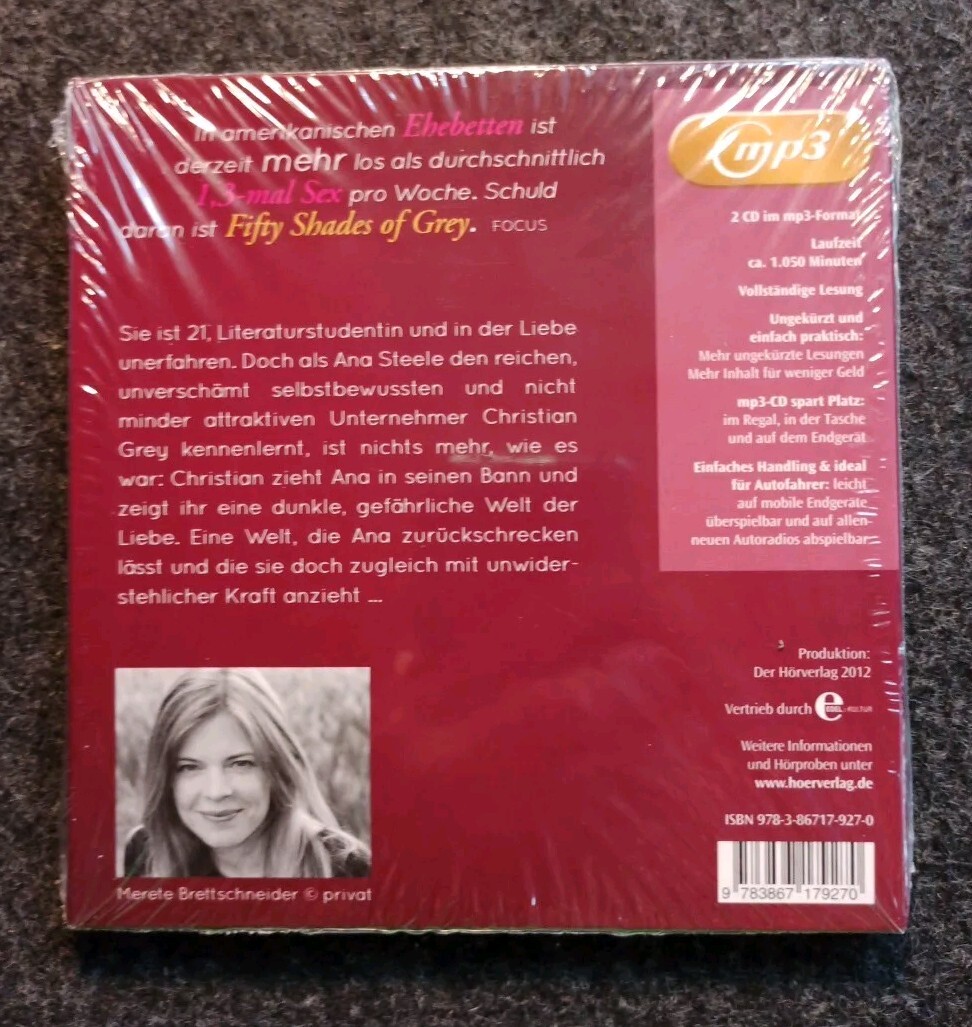 In amerikanischen Ehebetten ist
derzeit mehr los als durchschnittlich
1,3-mal Sex pro Woche. Schuld
daran ist Fifty Shades of Grey. FOCUS
Sie ist 21, Literaturstudentin und in der Liebe
unerfahren. Doch als Ana Steele den reichen,
unverschämt selbstbewussten und nicht
minder attraktiven Unternehmer Christian
Grey kennenlernt, ist nichts mehr, wie es
war: Christian zieht Ana in seinen Bann und
zeigt ihr eine dunkle, gefährliche Welt der
Liebe. Eine Welt, die Ana zurückschrecken
lässt und die sie doch zugleich mit unwider-
stehlicher Kraft anzieht ...
Merete Brettschneider © privat
mp3
2 CD im mp3-Format
Laufzeit
ca. 1.050 Minuten
Vollständige Lesung
Ungekürzt und
einfach praktisch:
Mehr ungekürzte Lesungen
Mehr Inhalt für weniger Geld
mp3-CD spart Platz:
im Regal, in der Tasche
und auf dem Endgerät
Einfaches Handling & ideal
für Autofahrer: leicht
auf mobile Endgeräte
überspielbar und auf allen
neuen Autoradios abspielbar
Produktion:
Der Hörverlag 2012
Vertrieb durch e EDEL:KULTUR
Weitere Informationen
und Hörproben unter
www.hoerverlag.de
ISBN 978-3-86717-927-0
9 783867 179270